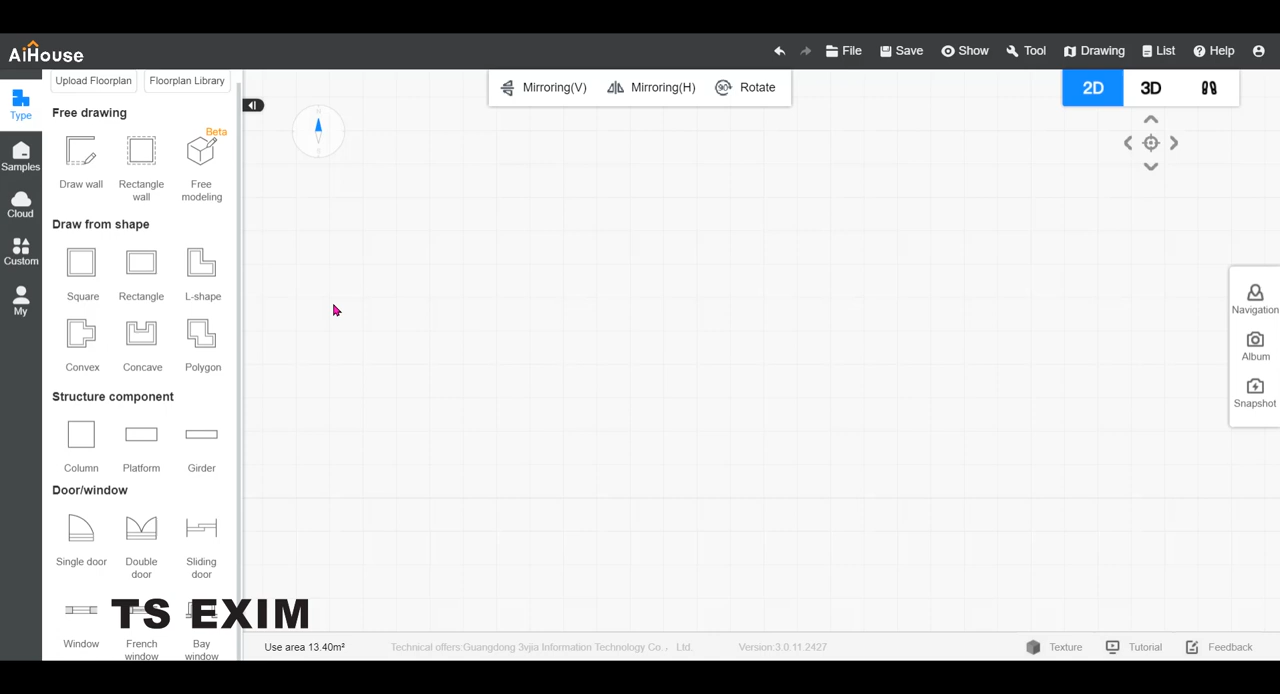 AiHouse
File
Save
Show
Tool
Drawing
List
Help
Type
Samples
Cloud
Custom
My
Upload Floorplan
Floorplan Library
Free drawing
Beta
Draw wall
Rectangle wall
Free modeling
Draw from shape
Square
Rectangle
L-shape
Convex
Concave
Polygon
Structure component
Column
Platform
Girder
Door/window
Single door
Double door
Sliding door
TS EXIM
Window
French window
Bay window
Mirroring(V)
Mirroring(H)
90°
Rotate
2D
3D
Navigation
Album
Snapshot
Use area 13.40m²
Technical offers:Guangdong 3vjia Information Technology Co.，Ltd.
Version:3.0.11.2427
Texture
Tutorial
Feedback